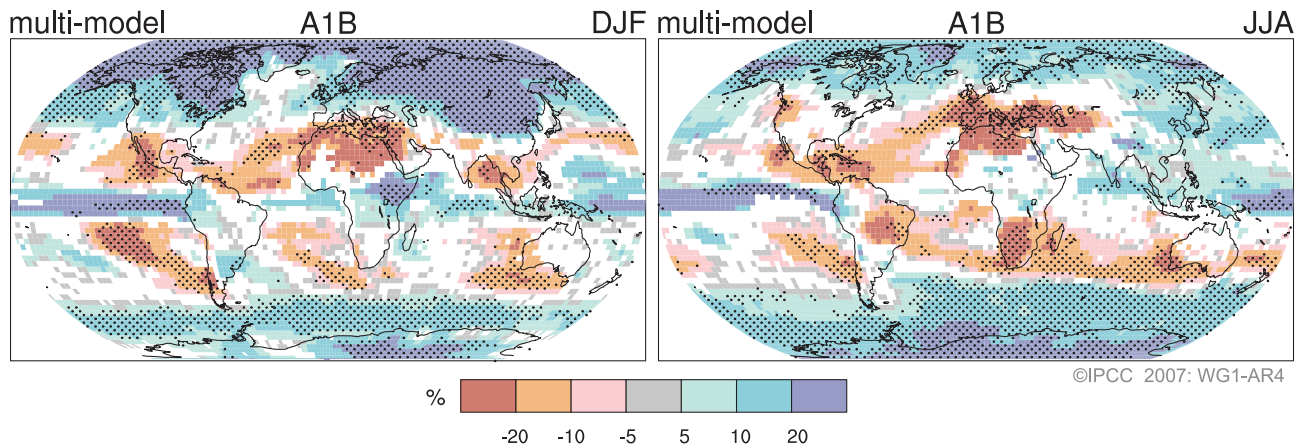 multi-model A1B DJF
multi-model A1B JJA
©IPCC 2007: WG1-AR4
%
-20 -10 -5 5 10 20